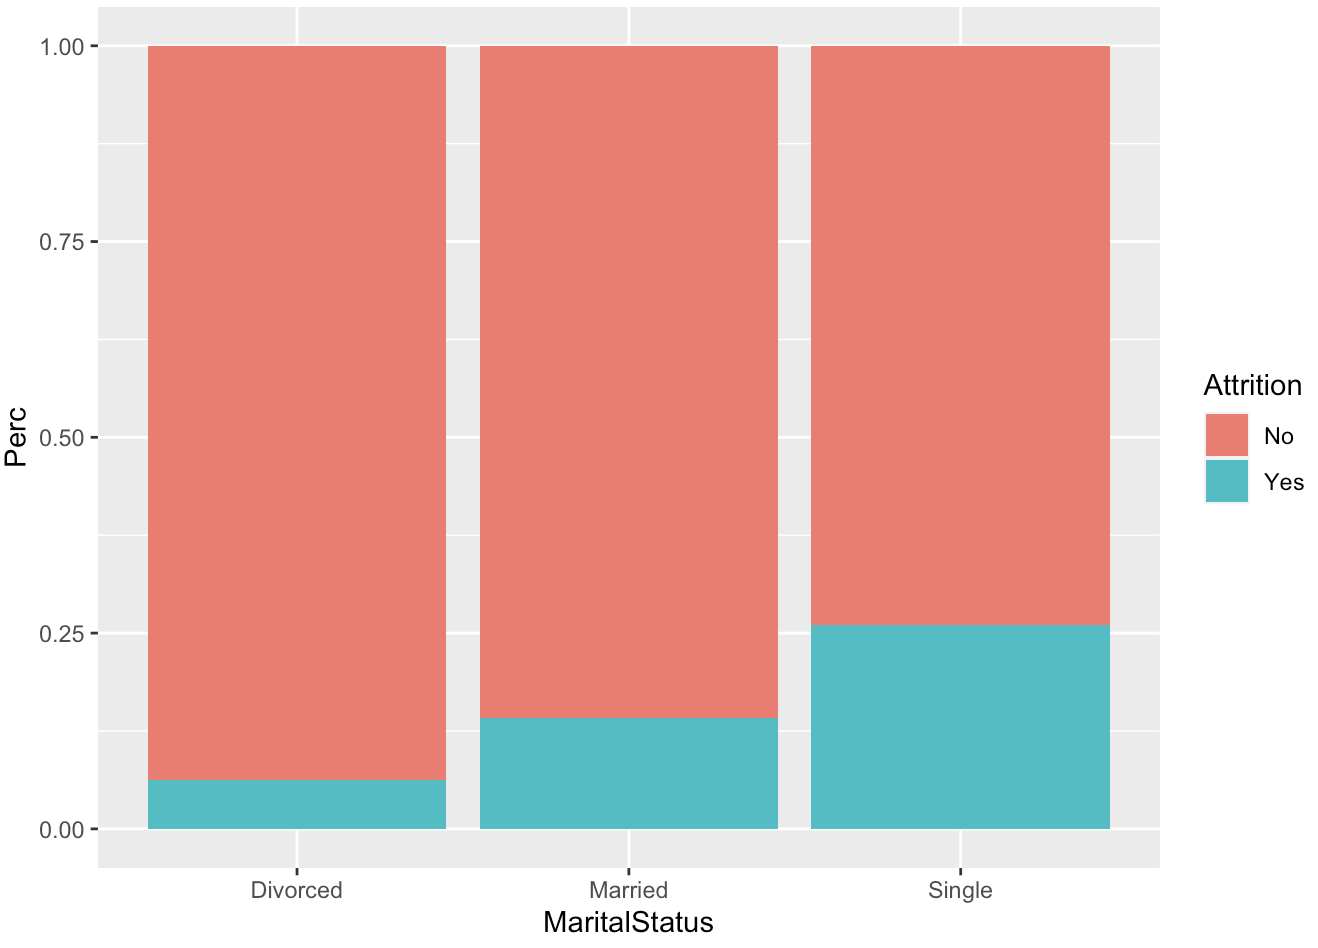 1.00
0.75
0.50
0.25
0.00
Perc
Divorced
Married
Single
MaritalStatus
Attrition
No
Yes